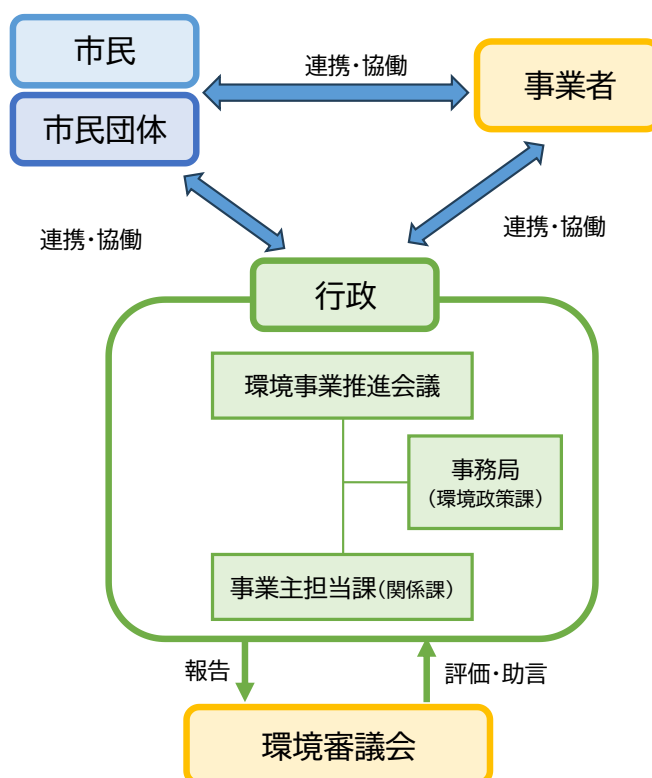 市民
連携・協働
事業者
市民団体
連携・協働
連携・協働
行政
環境事業推進会議
事務局
（環境政策課）
事業主担当課（関係課）
報告
評価・助言
環境審議会